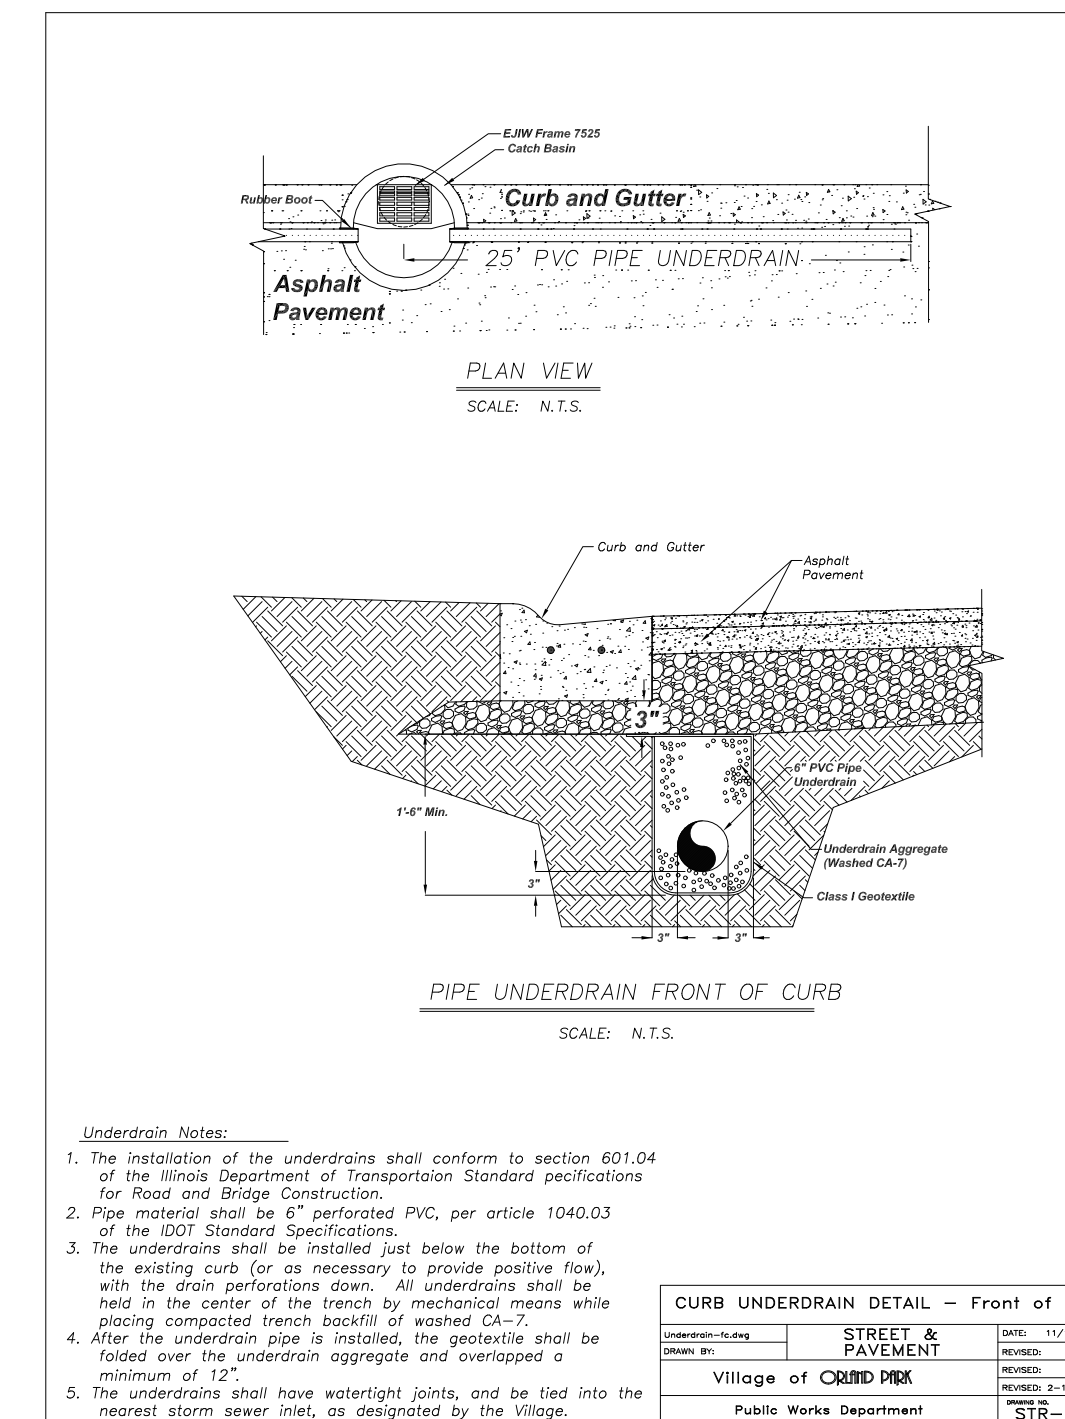 EJIW Frame 7525
Catch Basin
Rubber Boot
Curb and Gutter
25' PVC PIPE UNDERDRAIN
Asphalt
Pavement
PLAN VIEW
SCALE: N.T.S.
Curb and Gutter
Asphalt
Pavement
3"
6" PVC Pipe
Underdrain
1'-6" Min.
Underdrain Aggregate
(Washed CA-7)
3"
Class I Geotextile
3"
3"
PIPE UNDERDRAIN FRONT OF CURB
SCALE: N.T.S.
Underdrain Notes:
1. The installation of the underdrains shall conform to section 601.04
of the Illinois Department of Transportaion Standard pecifications
for Road and Bridge Construction.
2. Pipe material shall be 6" perforated PVC, per article 1040.03
of the IDOT Standard Specifications.
3. The underdrains shall be installed just below the bottom of
the existing curb (or as necessary to provide positive flow),
with the drain perforations down. All underdrains shall be
held in the center of the trench by mechanical means while
placing compacted trench backfill of washed CA-7.
4. After the underdrain pipe is installed, the geotextile shall be
folded over the underdrain aggregate and overlapped a
minimum of 12".
5. The underdrains shall have watertight joints, and be tied into the
nearest storm sewer inlet, as designated by the Village.
CURB UNDERDRAIN DETAIL – Front of
Underdrain-fc.dwg
DRAWN BY:
STREET &
PAVEMENT
DATE: 11/
REVISED:
REVISED:
REVISED: 2-1
Village of ORLAND PARK
Public Works Department
DRAWING NO.
STR-